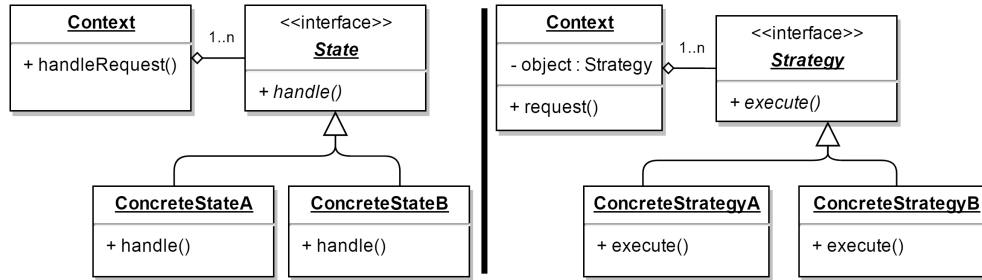 Context
+ handleRequest()
1..n
<<interface>>
State
+ handle()
ConcreteStateA
+ handle()
ConcreteStateB
+ handle()
Context
- object : Strategy
+ request()
1..n
<<interface>>
Strategy
+ execute()
ConcreteStrategyA
+ execute()
ConcreteStrategyB
+ execute()